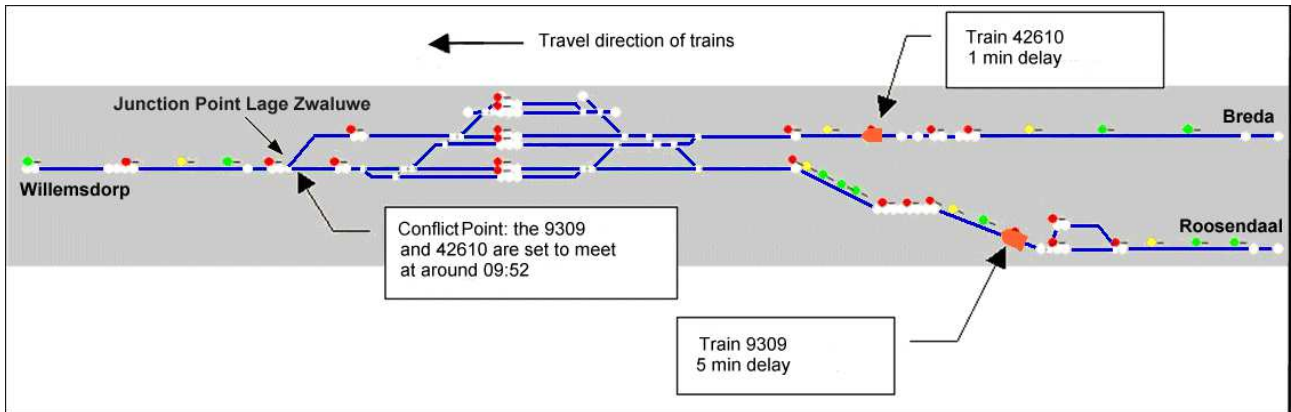 Travel direction of trains
Train 42610
1 min delay
Junction Point Lage Zwaluwe
Breda
Willemsdorp
Conflict Point: the 9309
and 42610 are set to meet
at around 09:52
Roosendaal
Train 9309
5 min delay